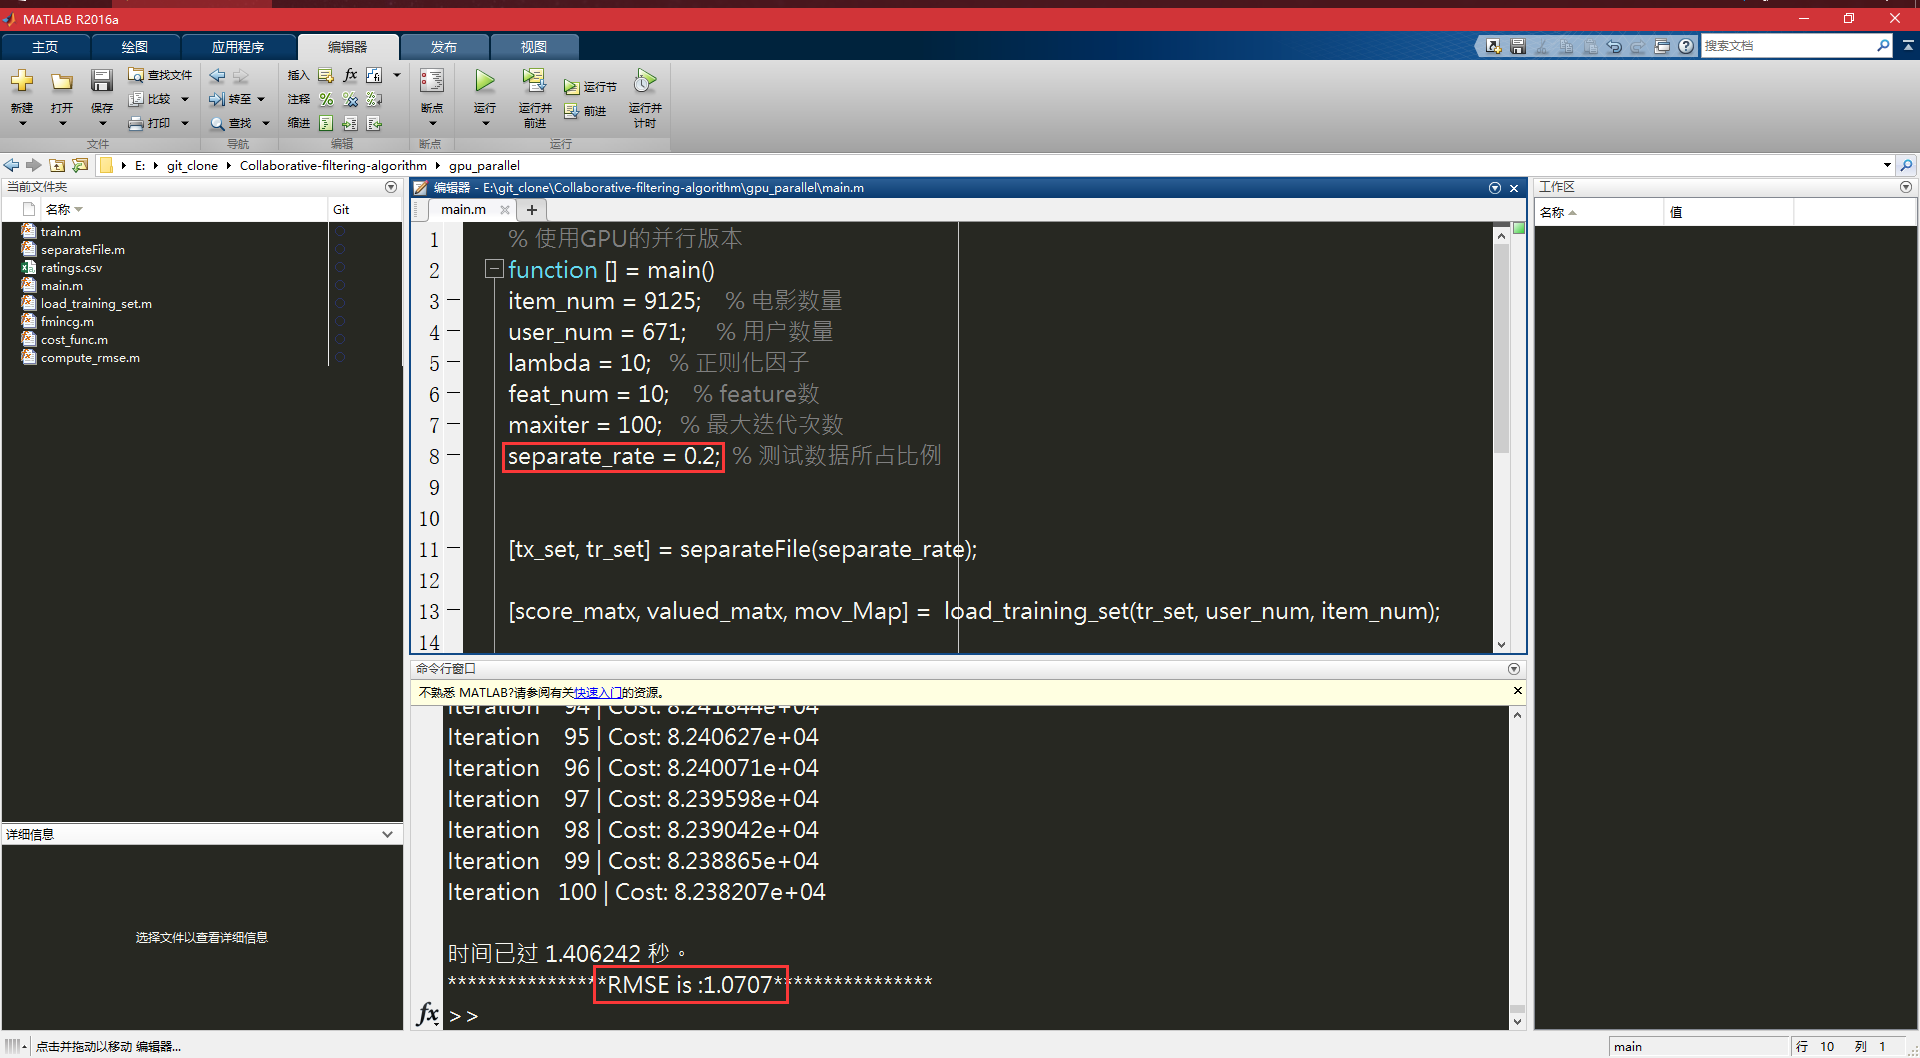 MATLAB R2016a
主页 绘图 应用程序 编辑器 发布 视图
搜索文档
新建 打开 保存 查找文件 比较 打印
转至 查找
插入 fx
注释
缩进
断点 运行 运行并前进 运行节 前进 运行并计时
文件 导航 编辑 断点 运行
E: git_clone Collaborative-filtering-algorithm gpu_parallel
当前文件夹
名称 Git
train.m
separateFile.m
ratings.csv
main.m
load_training_set.m
fmincg.m
cost_func.m
compute_rmse.m
详细信息
选择文件以查看详细信息
编辑器 - E:\git_clone\Collaborative-filtering-algorithm\gpu_parallel\main.m
main.m
1 % 使用GPU的并行版本
2 function [] = main()
3 item_num = 9125; % 电影数量
4 user_num = 671; % 用户数量
5 lambda = 10; % 正则化因子
6 feat_num = 10; % feature数
7 maxiter = 100; % 最大迭代次数
8 separate_rate = 0.2; % 测试数据所占比例
9
10
11 [tx_set, tr_set] = separateFile(separate_rate);
12
13 [score_matx, valued_matx, mov_Map] = load_training_set(tr_set, user_num, item_num);
14
命令行窗口
不熟悉 MATLAB?请参阅有关快速入门的资源。
Iteration 94 | Cost: 8.241844e+04
Iteration 95 | Cost: 8.240627e+04
Iteration 96 | Cost: 8.240071e+04
Iteration 97 | Cost: 8.239598e+04
Iteration 98 | Cost: 8.239042e+04
Iteration 99 | Cost: 8.238865e+04
Iteration 100 | Cost: 8.238207e+04
时间已过 1.406242 秒。
****************RMSE is :1.0707****************
fx >>
工作区
名称 值
点击并拖动以移动 编辑器...
main 行 10 列 1